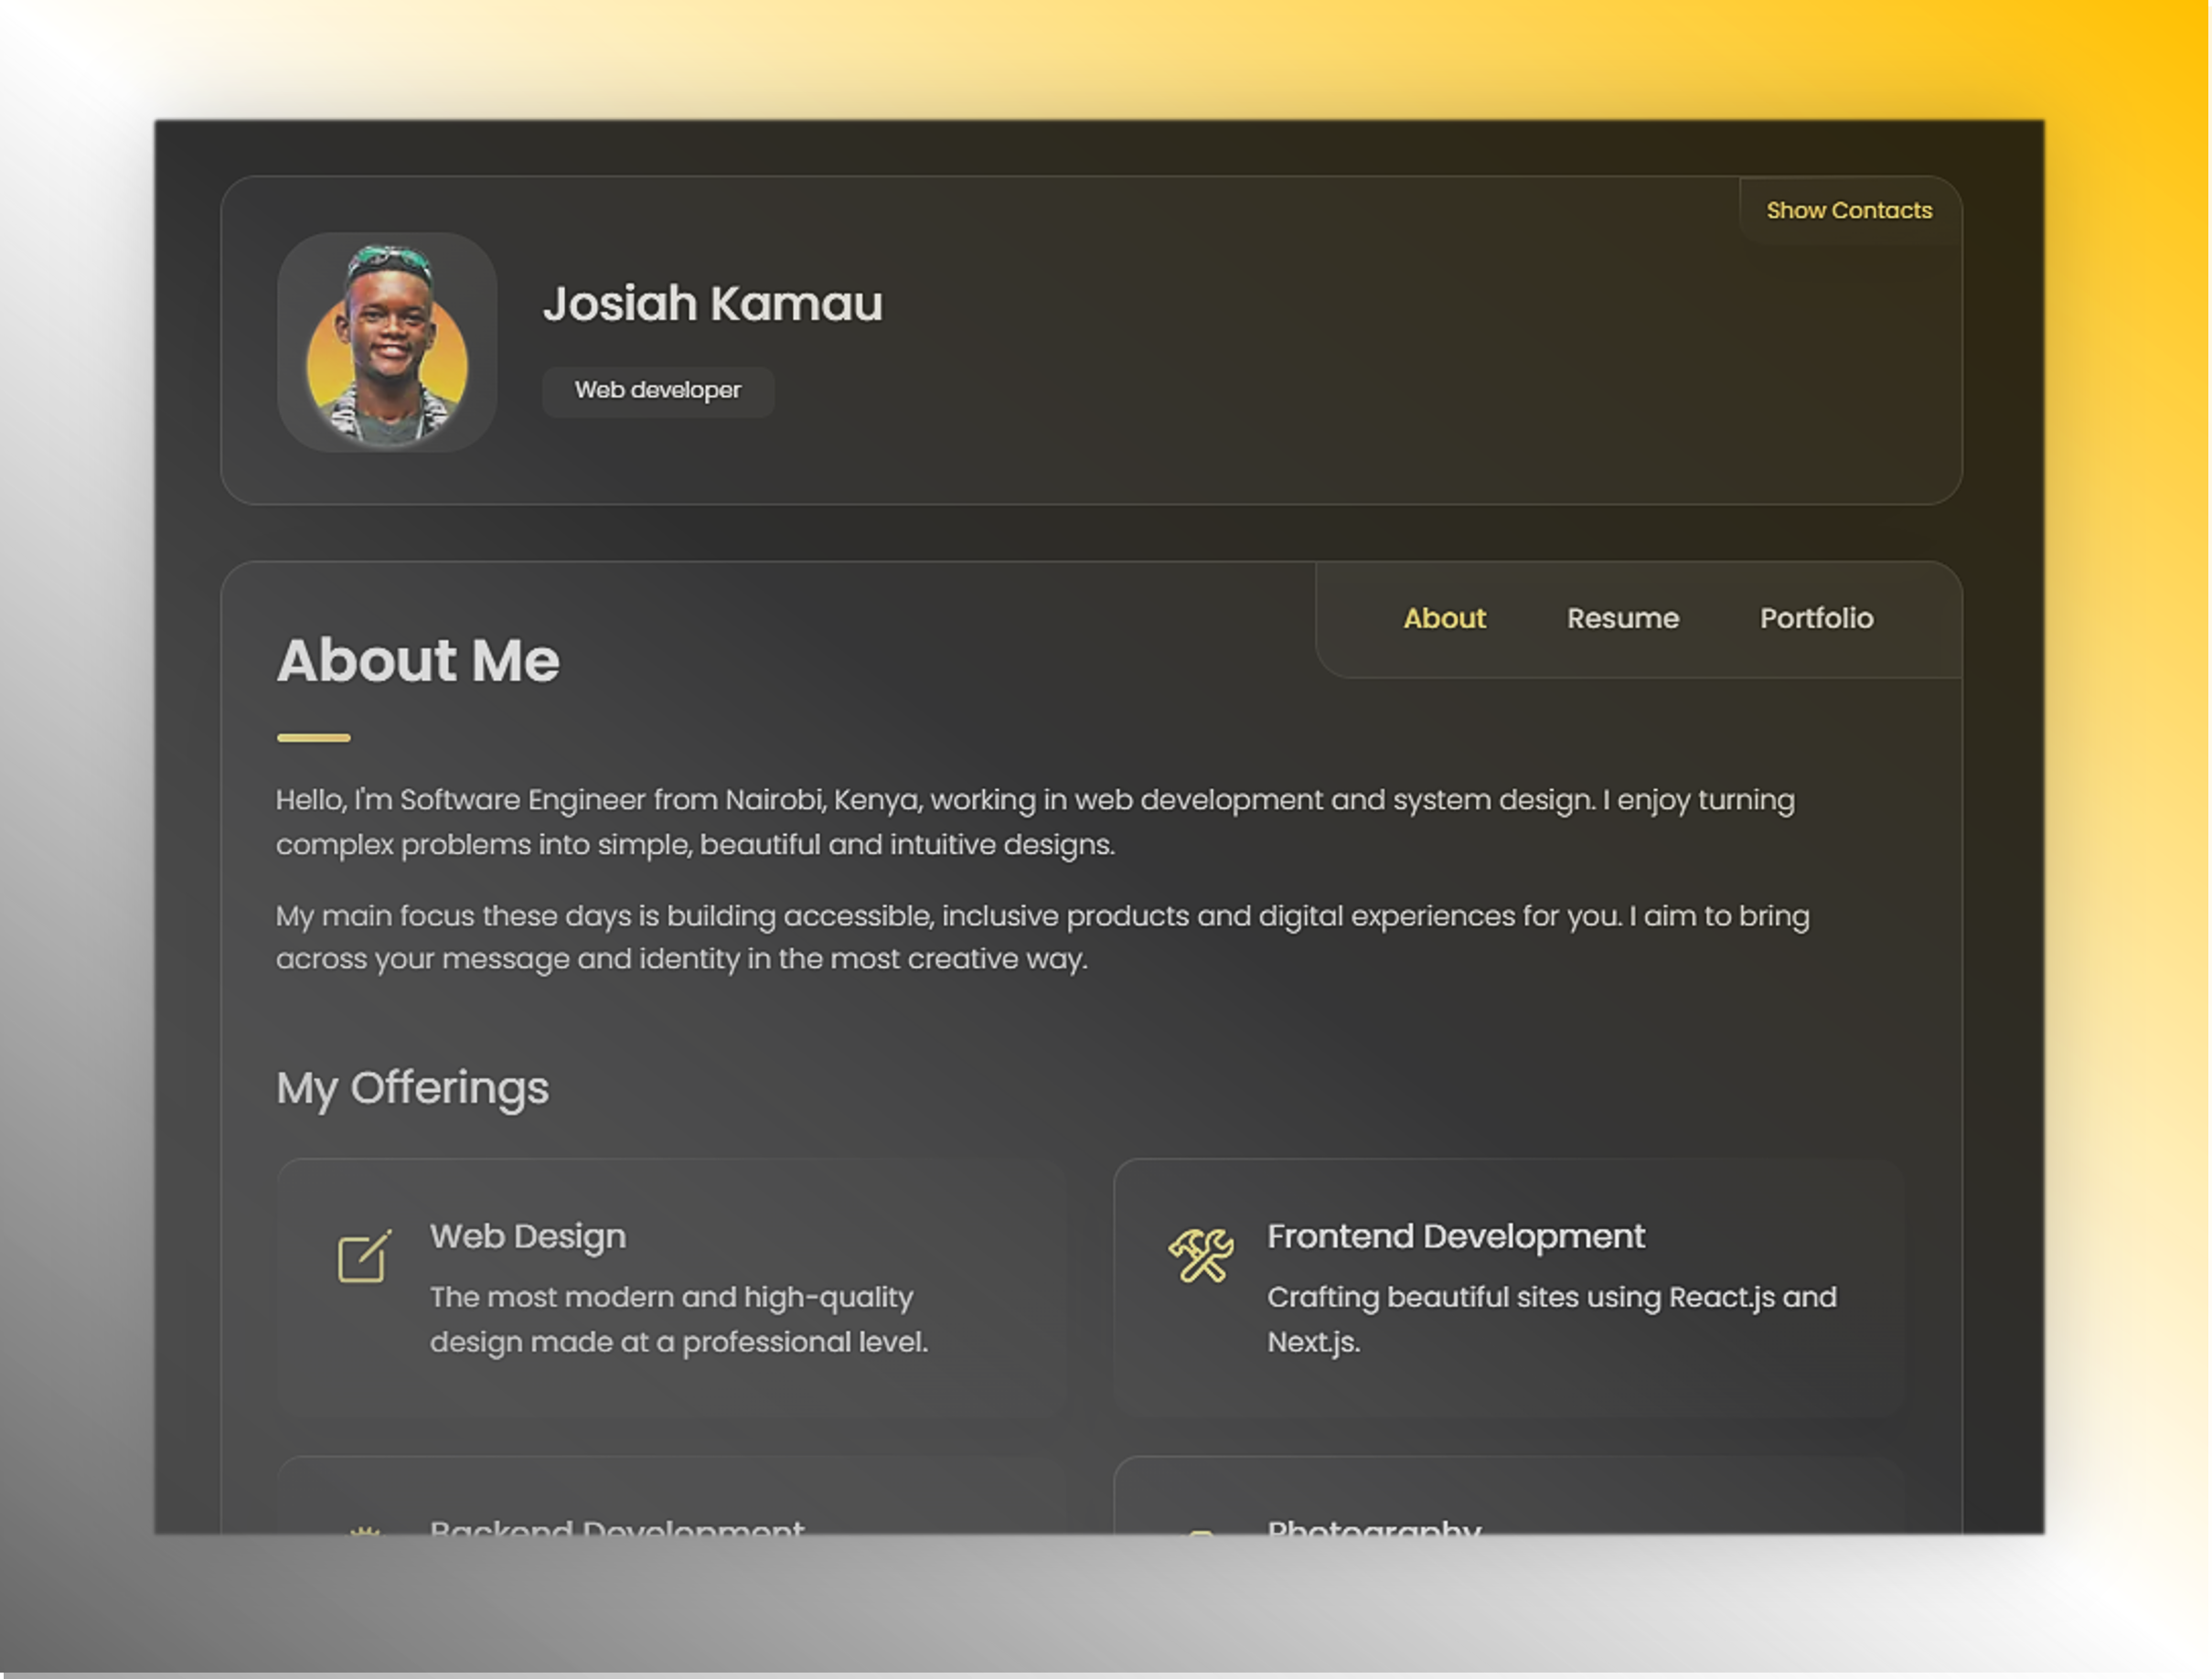 Show Contacts
Josiah Kamau
Web developer
About Resume Portfolio
About Me
Hello, I'm Software Engineer from Nairobi, Kenya, working in web development and system design. I enjoy turning
complex problems into simple, beautiful and intuitive designs.
My main focus these days is building accessible, inclusive products and digital experiences for you. I aim to bring
across your message and identity in the most creative way.
My Offerings
Web Design
The most modern and high-quality
design made at a professional level.
Frontend Development
Crafting beautiful sites using React.js and
Next.js.
Backend Development
Photography